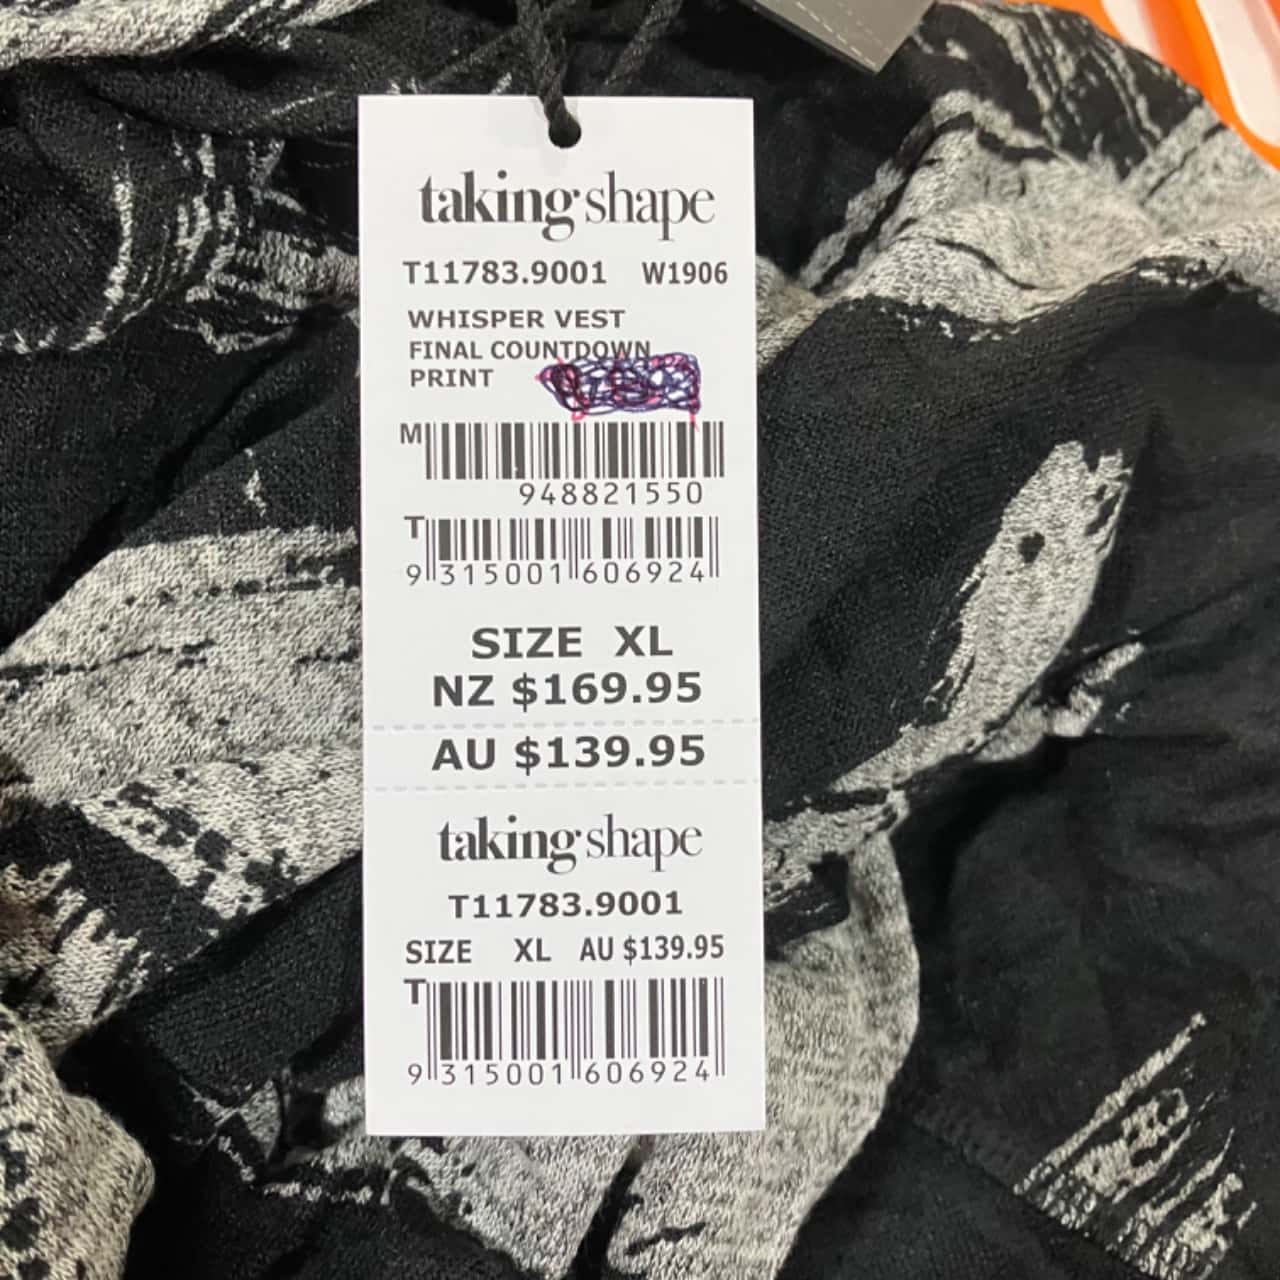 taking shape
T11783.9001 W1906
WHISPER VEST
FINAL COUNTDOWN
PRINT
M
948821550
T
9 315001 606924
SIZE XL
NZ $169.95
AU $139.95
taking shape
T11783.9001
SIZE XL AU $139.95
T
9 315001 606924